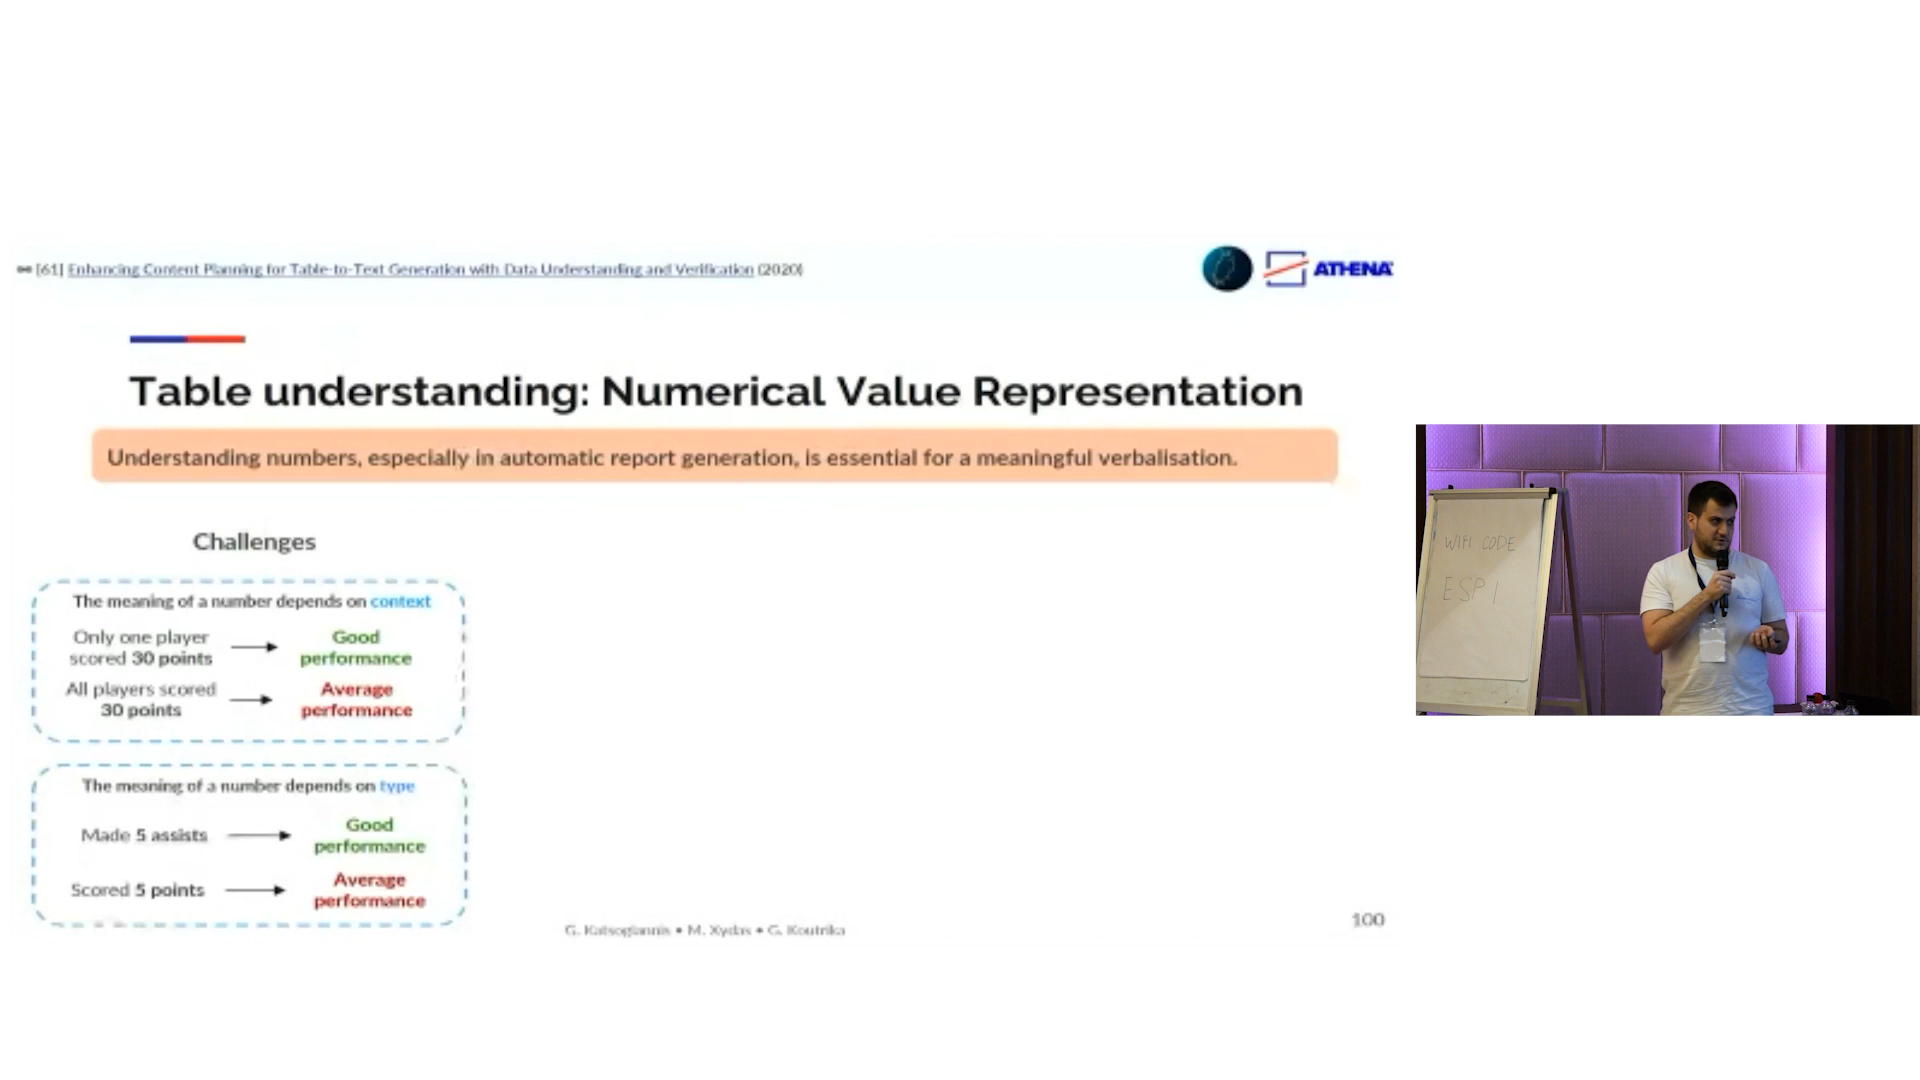 [61] Enhancing Content Planning for Table-to-Text Generation with Data Understanding and Verification (2020)
ATHENA
Table understanding: Numerical Value Representation
Understanding numbers, especially in automatic report generation, is essential for a meaningful verbalisation.
Challenges
The meaning of a number depends on context
Only one player
scored 30 points
Good
performance
All players scored
30 points
Average
performance
The meaning of a number depends on type
Made 5 assists
Good
performance
Scored 5 points
Average
performance
G. Katsogiannis • M. Xydas • G. Koutrika
100
WIFI CODE
ESP1